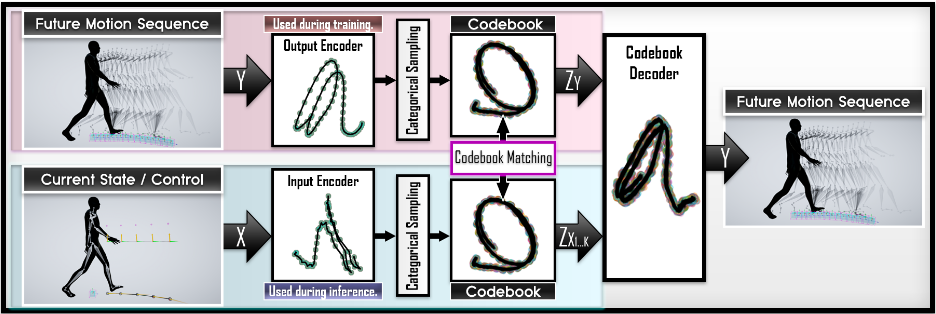 Future Motion Sequence
Y
Used during training.
Output Encoder
Categorical Sampling
Codebook
ZY
Codebook
Decoder
Y
Future Motion Sequence
Codebook Matching
Current State / Control
X
Input Encoder
Used during inference.
Categorical Sampling
Codebook
ZX1...K